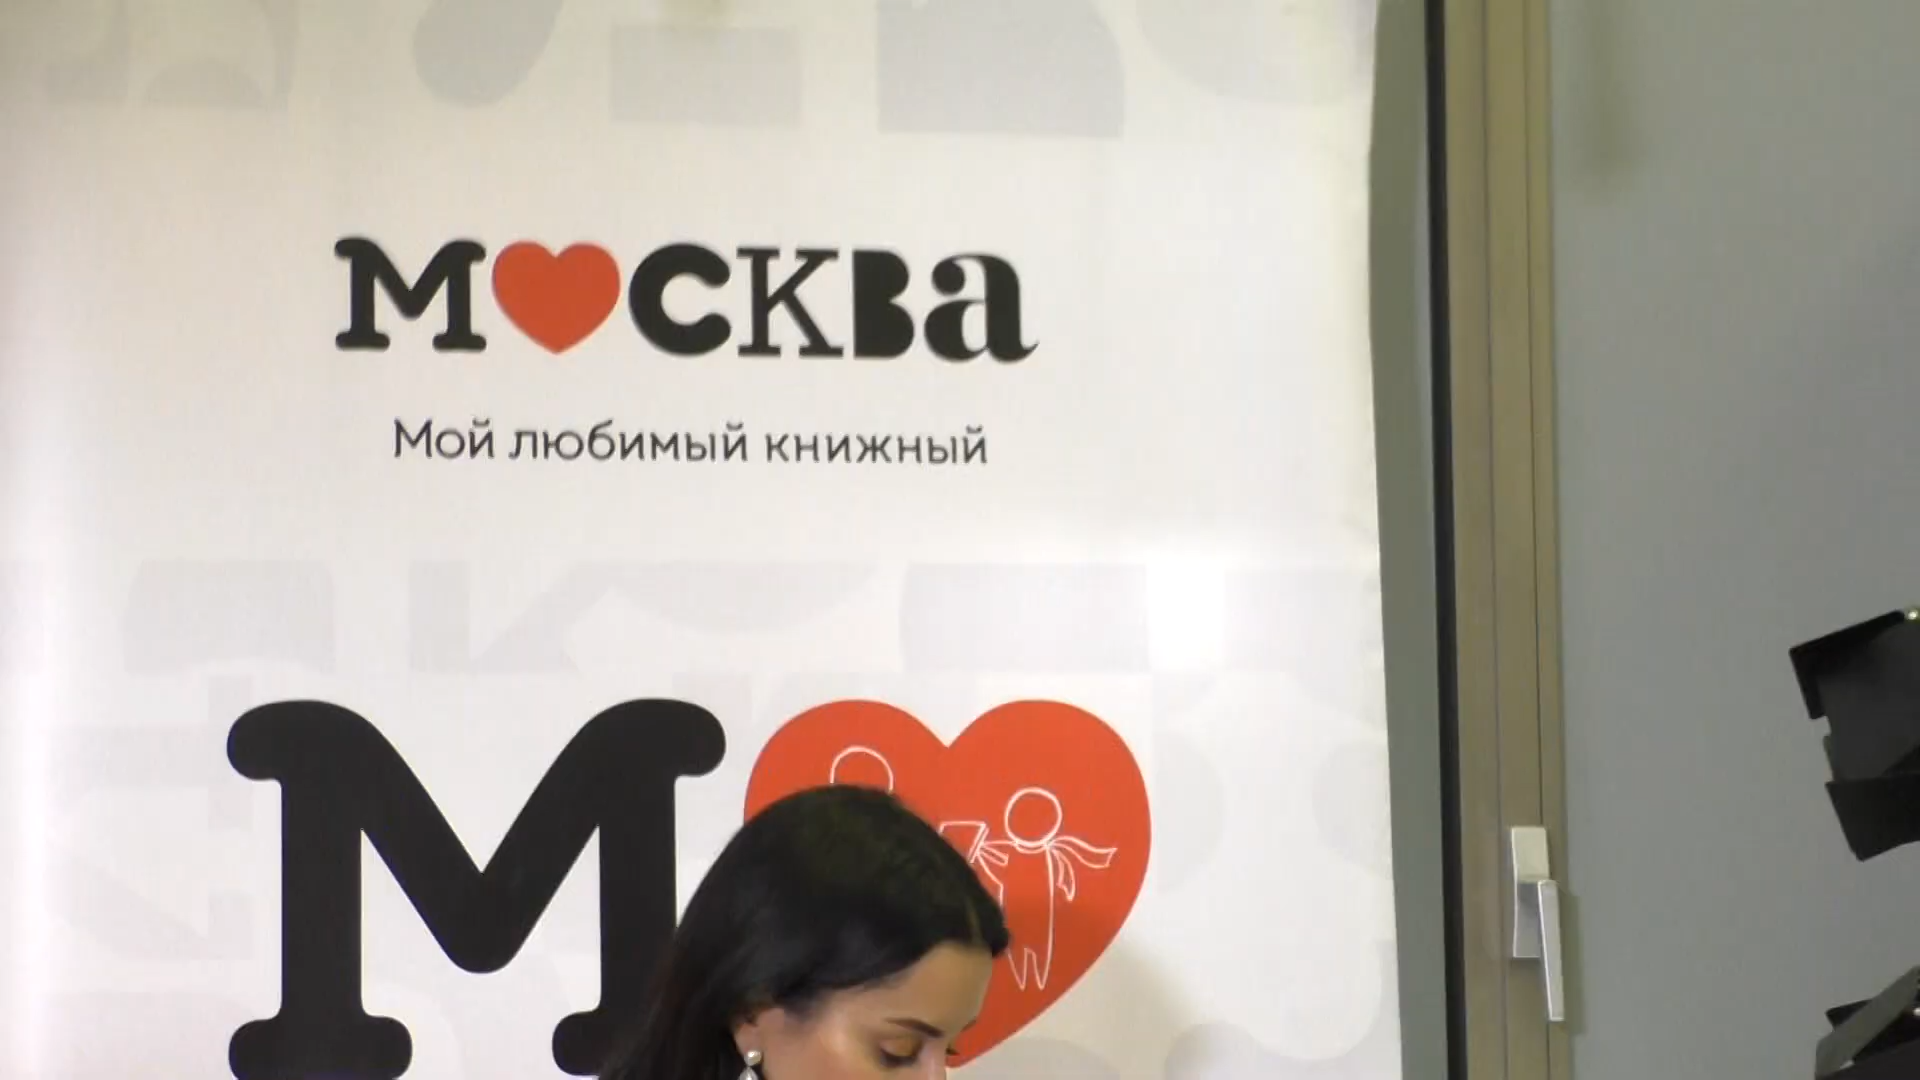 М❤сква
Мой любимый книжный
М